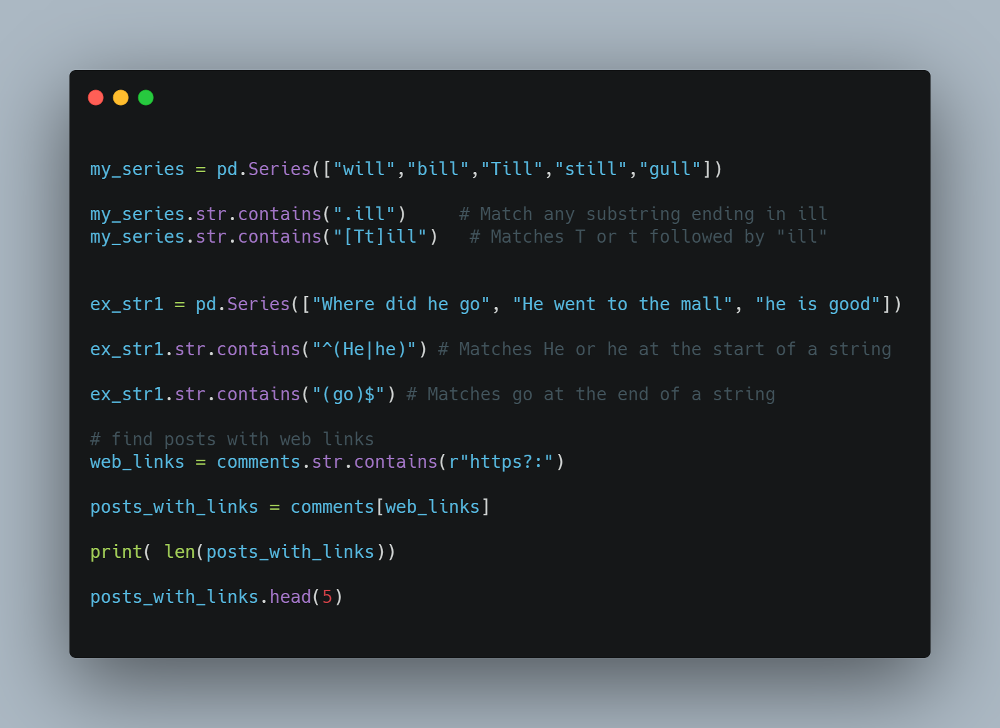 my_series = pd.Series(["will","bill","Till","still","gull"])
my_series.str.contains(".ill")     # Match any substring ending in ill
my_series.str.contains("[Tt]ill")   # Matches T or t followed by "ill"
ex_str1 = pd.Series(["Where did he go", "He went to the mall", "he is good"])
ex_str1.str.contains("^(He|he)") # Matches He or he at the start of a string
ex_str1.str.contains("(go)$") # Matches go at the end of a string
# find posts with web links
web_links = comments.str.contains(r"https?:")
posts_with_links = comments[web_links]
print( len(posts_with_links))
posts_with_links.head(5)